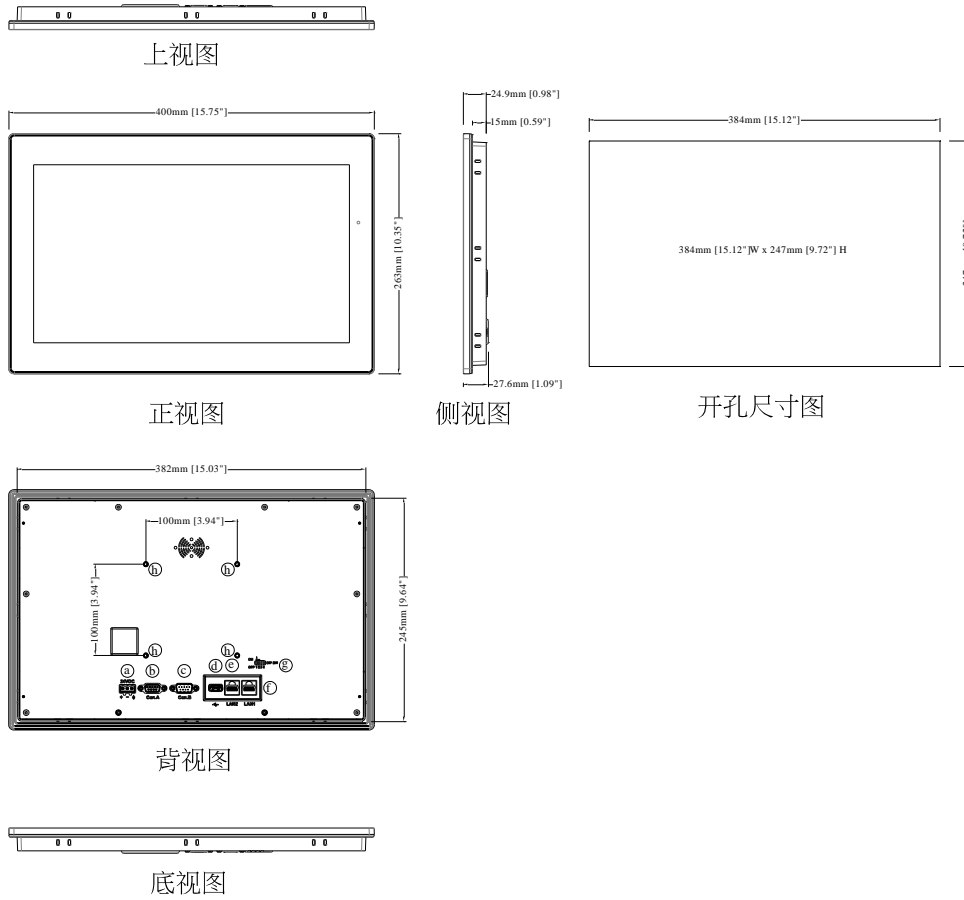 上视图
24.9mm [0.98"]
400mm [15.75"]
15mm [0.59"]
384mm [15.12"]
263mm [10.35"]
384mm [15.12"]W x 247mm [9.72"] H
27.6mm [1.09"]
正视图
侧视图
开孔尺寸图
382mm [15.03"]
100mm [3.94"]
h h
100mm [3.94"]
245mm [9.64"]
h h
a b c d e g
24VDC
f
Con.A Con.B LAN2 LAN1
背视图
底视图